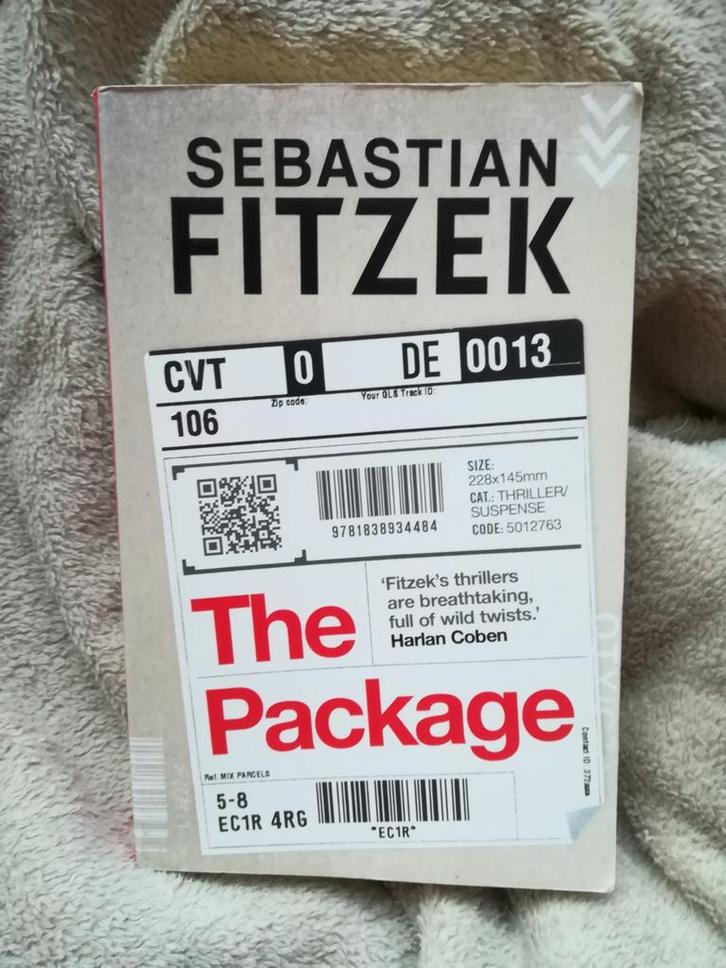 SEBASTIAN
FITZEK
CVT 0 DE 0013
Zip code: Your GLS Track ID:
106
SIZE:
228x145mm
CAT.: THRILLER/
SUSPENSE
CODE: 5012763
9781838934484
The
Package
‘Fitzek’s thrillers
are breathtaking,
full of wild twists.’
Harlan Coben
Ref: MIX PARCELS
5-8
EC1R 4RG
*EC1R*
Contact ID: